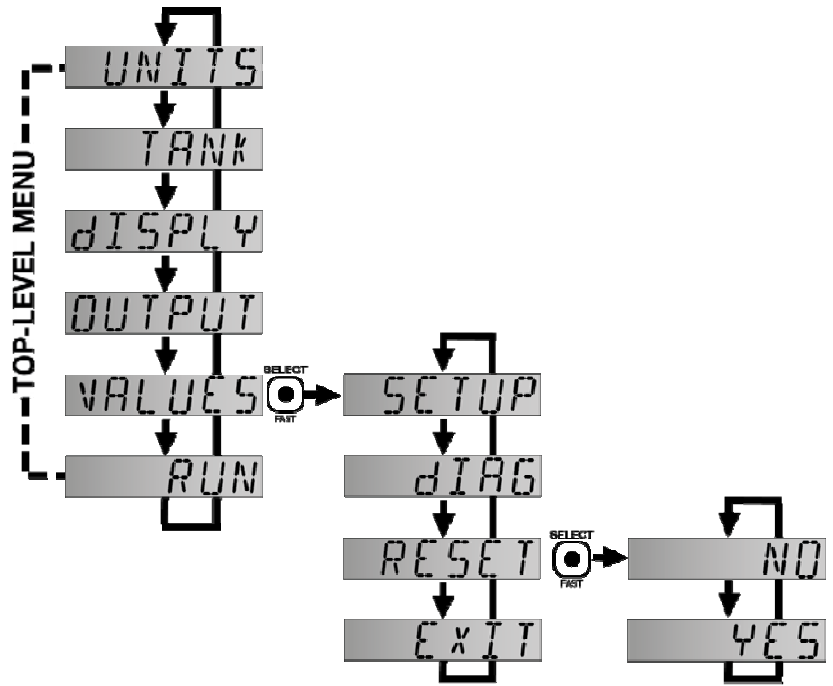 TOP-LEVEL MENU
UNITS
TANK
dISPLY
OUTPUT
VALUES
SELECT
FAST
RUN
SETUP
dIAG
RESET
SELECT
FAST
ExIT
NO
YES